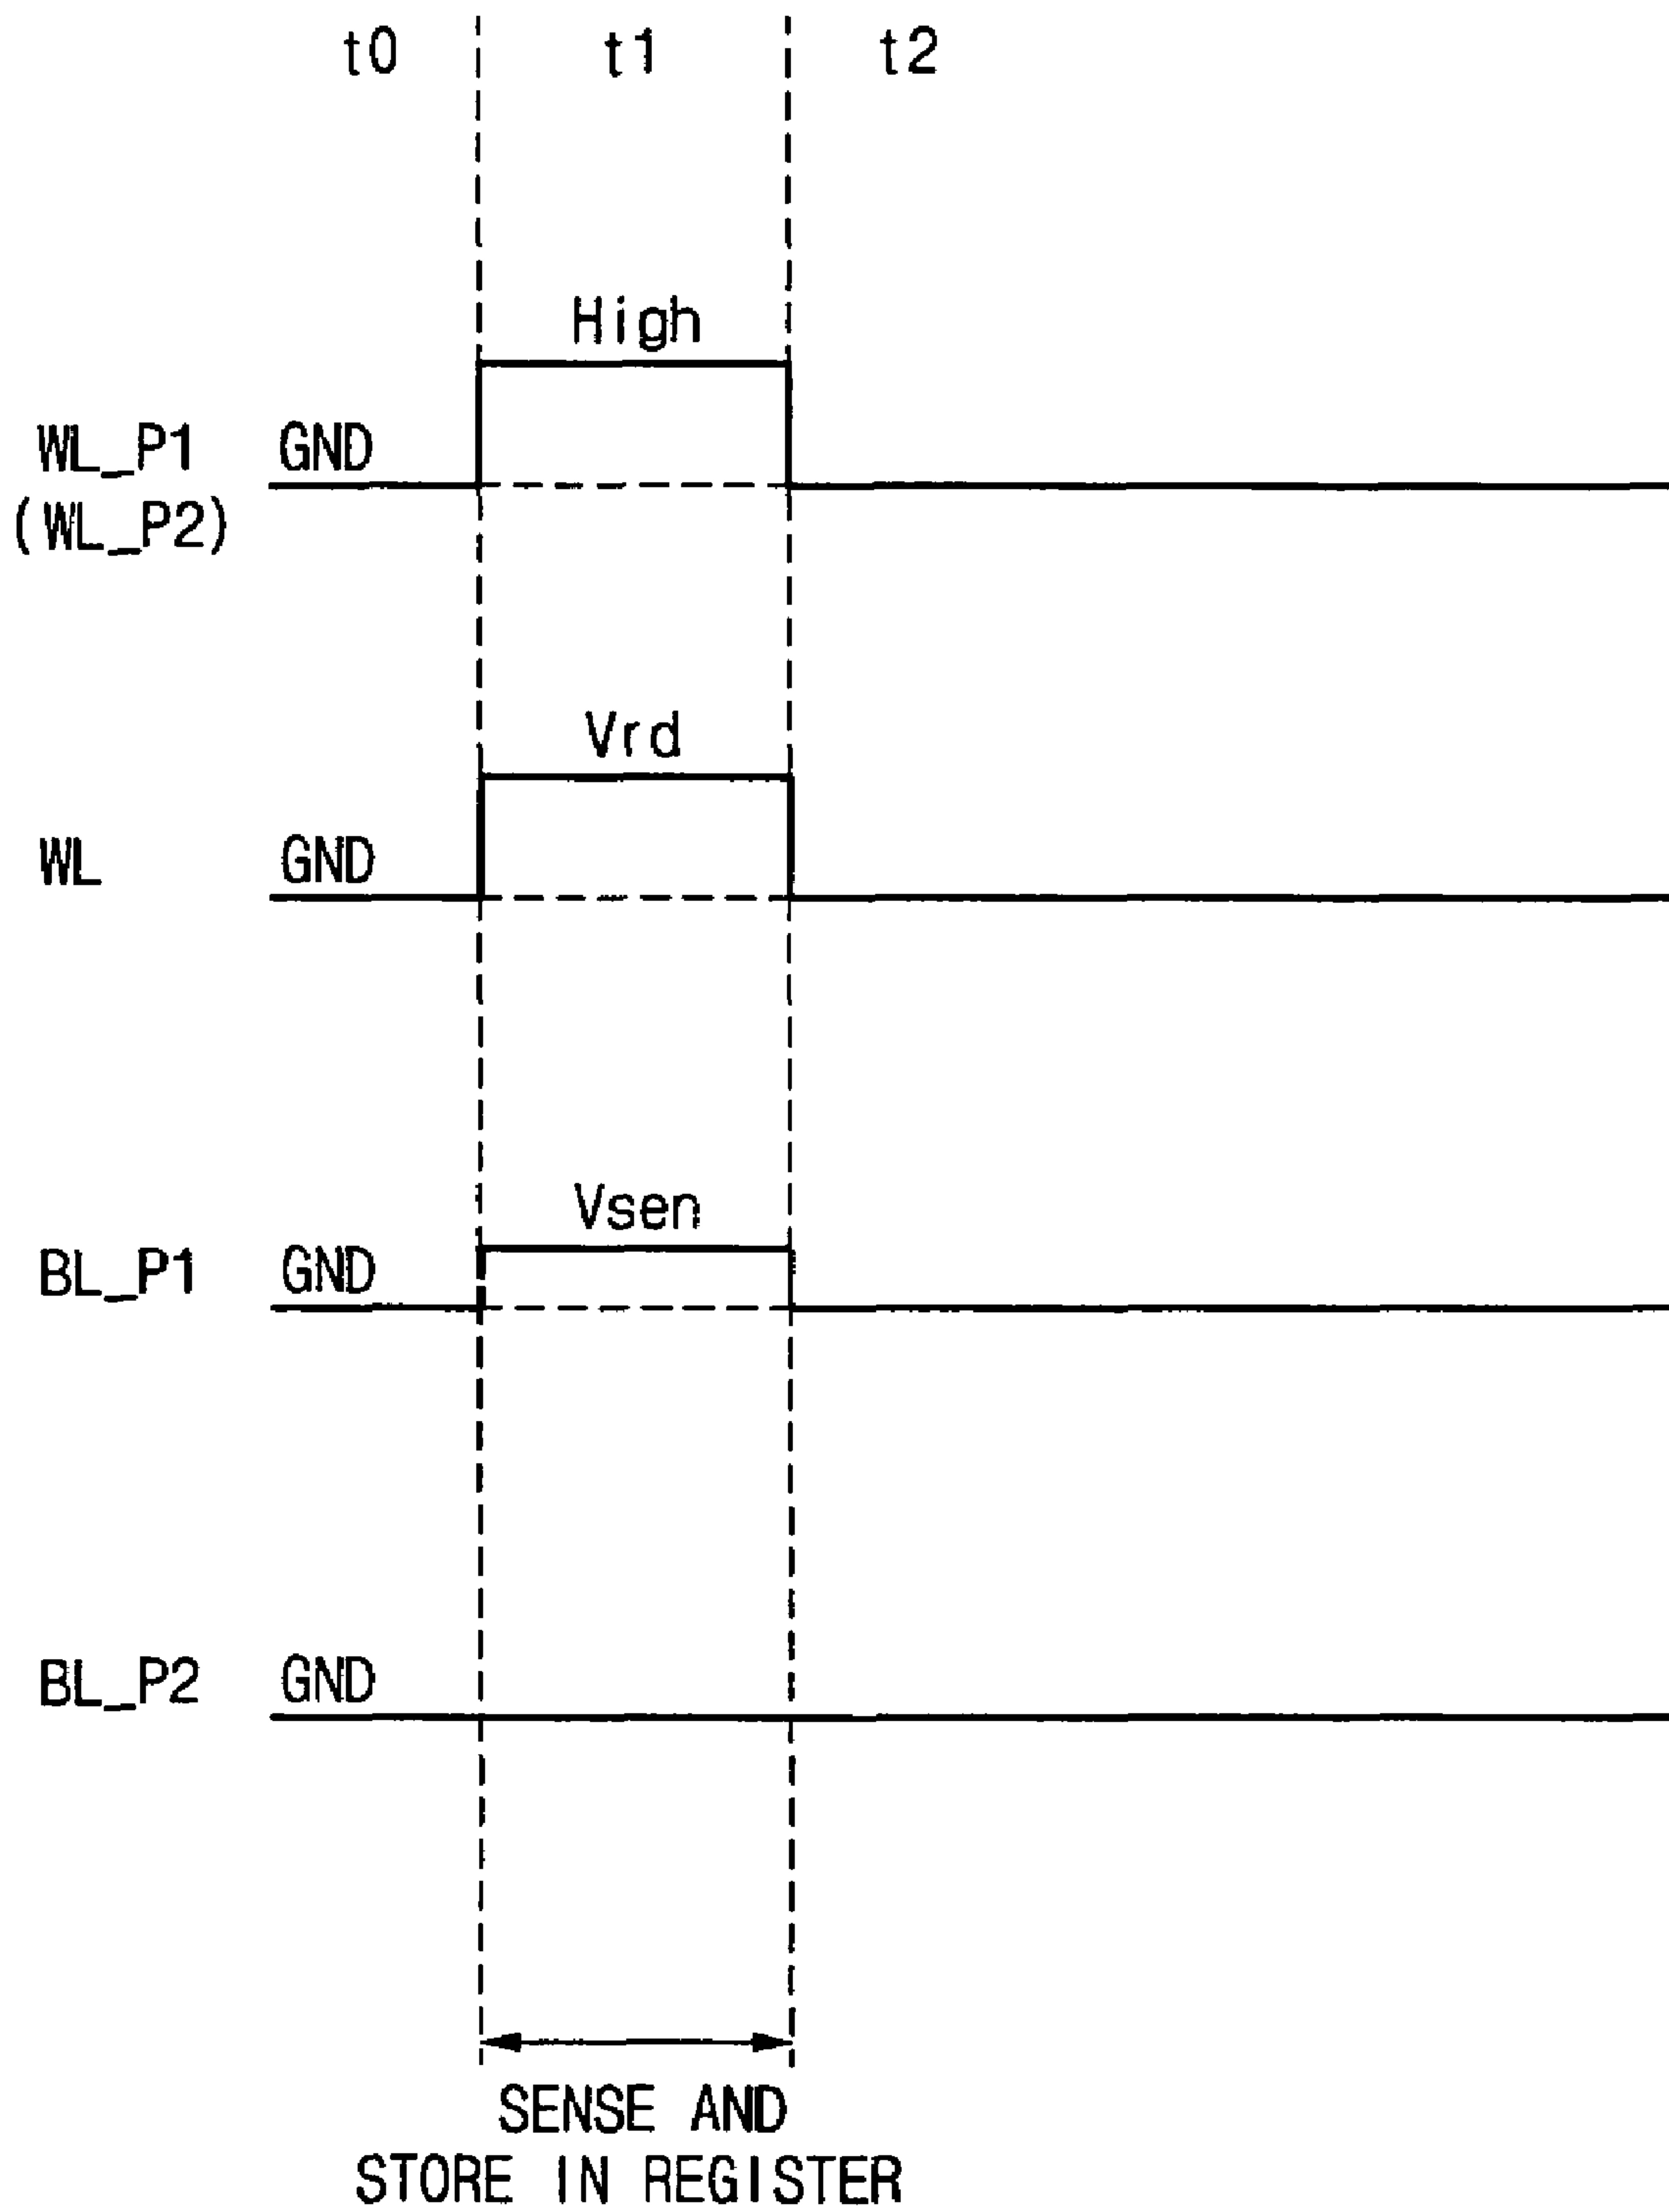 t0 t1 t2
High
WL_P1 GND
(WL_P2)
Vrd
WL GND
Vsen
BL_P1 GND
BL_P2 GND
SENSE AND
STORE IN REGISTER